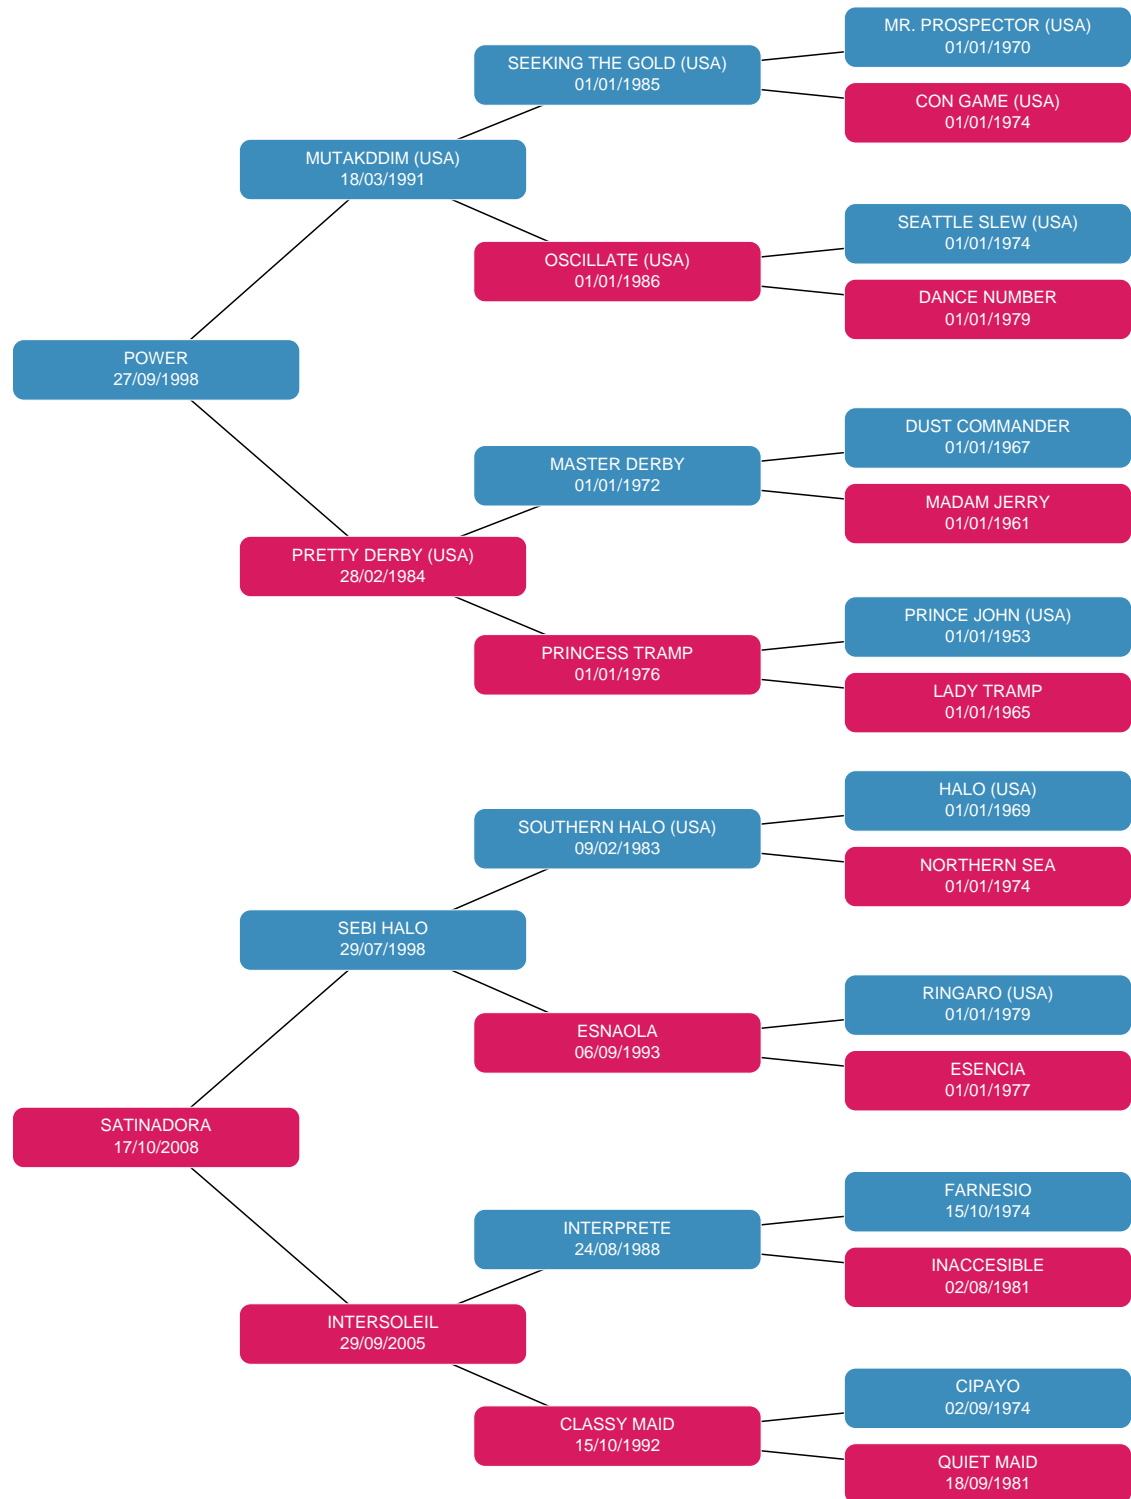 MR. PROSPECTOR (USA)
01/01/1970
SEEKING THE GOLD (USA)
01/01/1985
CON GAME (USA)
01/01/1974
MUTAKDDIM (USA)
18/03/1991
SEATTLE SLEW (USA)
01/01/1974
OSCILLATE (USA)
01/01/1986
DANCE NUMBER
01/01/1979
POWER
27/09/1998
DUST COMMANDER
01/01/1967
MASTER DERBY
01/01/1972
MADAM JERRY
01/01/1961
PRETTY DERBY (USA)
28/02/1984
PRINCE JOHN (USA)
01/01/1953
PRINCESS TRAMP
01/01/1976
LADY TRAMP
01/01/1965
HALO (USA)
01/01/1969
SOUTHERN HALO (USA)
09/02/1983
NORTHERN SEA
01/01/1974
SEBI HALO
29/07/1998
RINGARO (USA)
01/01/1979
ESNAOLA
06/09/1993
ESENCIA
01/01/1977
SATINADORA
17/10/2008
FARNESIO
15/10/1974
INTERPRETE
24/08/1988
INACCESIBLE
02/08/1981
INTERSOLEIL
29/09/2005
CIPAYO
02/09/1974
CLASSY MAID
15/10/1992
QUIET MAID
18/09/1981